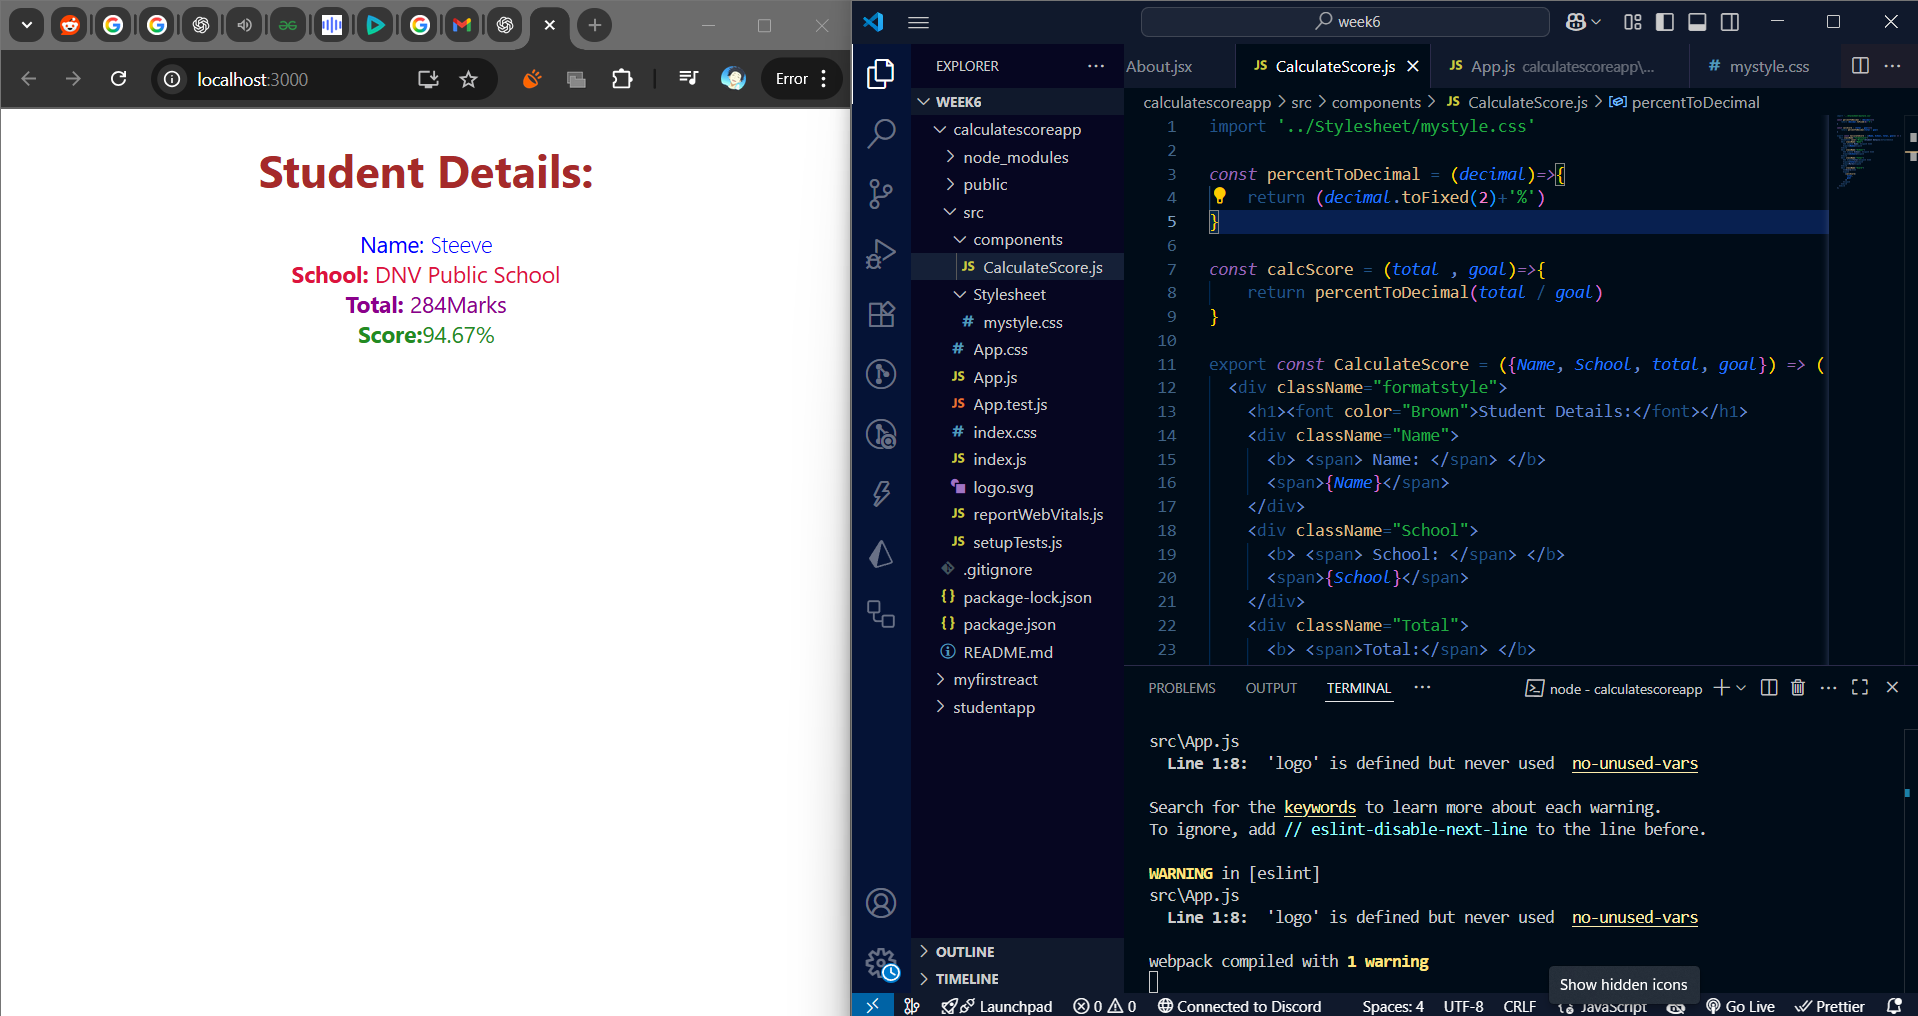 localhost:3000
Error
Student Details:
Name: Steeve
School: DNV Public School
Total: 284Marks
Score:94.67%
week6
EXPLORER
WEEK6
calculatescoreapp
node_modules
public
src
components
JS CalculateScore.js
Stylesheet
# mystyle.css
# App.css
JS App.js
JS App.test.js
# index.css
JS index.js
logo.svg
JS reportWebVitals.js
JS setupTests.js
.gitignore
{} package-lock.json
{} package.json
README.md
myfirstreact
studentapp
OUTLINE
TIMELINE
About.jsx
JS CalculateScore.js
JS App.js calculatescoreapp\...
# mystyle.css
calculatescoreapp > src > components > JS CalculateScore.js > percentToDecimal
1 import '../Stylesheet/mystyle.css'
2
3 const percentToDecimal = (decimal)=>{
4 return (decimal.toFixed(2)+'%')
5 }
6
7 const calcScore = (total , goal)=>{
8 return percentToDecimal(total / goal)
9 }
10
11 export const CalculateScore = ({Name, School, total, goal}) => (
12 <div className="formatstyle">
13 <h1><font color="Brown">Student Details:</font></h1>
14 <div className="Name">
15 <b> <span> Name: </span> </b>
16 <span>{Name}</span>
17 </div>
18 <div className="School">
19 <b> <span> School: </span> </b>
20 <span>{School}</span>
21 </div>
22 <div className="Total">
23 <b> <span>Total:</span> </b>
PROBLEMS OUTPUT TERMINAL
node - calculatescoreapp
src\App.js
Line 1:8: 'logo' is defined but never used no-unused-vars
Search for the keywords to learn more about each warning.
To ignore, add // eslint-disable-next-line to the line before.
WARNING in [eslint]
src\App.js
Line 1:8: 'logo' is defined but never used no-unused-vars
webpack compiled with 1 warning
Show hidden icons
Launchpad 0 0 Connected to Discord Spaces: 4 UTF-8 CRLF JavaScript Go Live Prettier